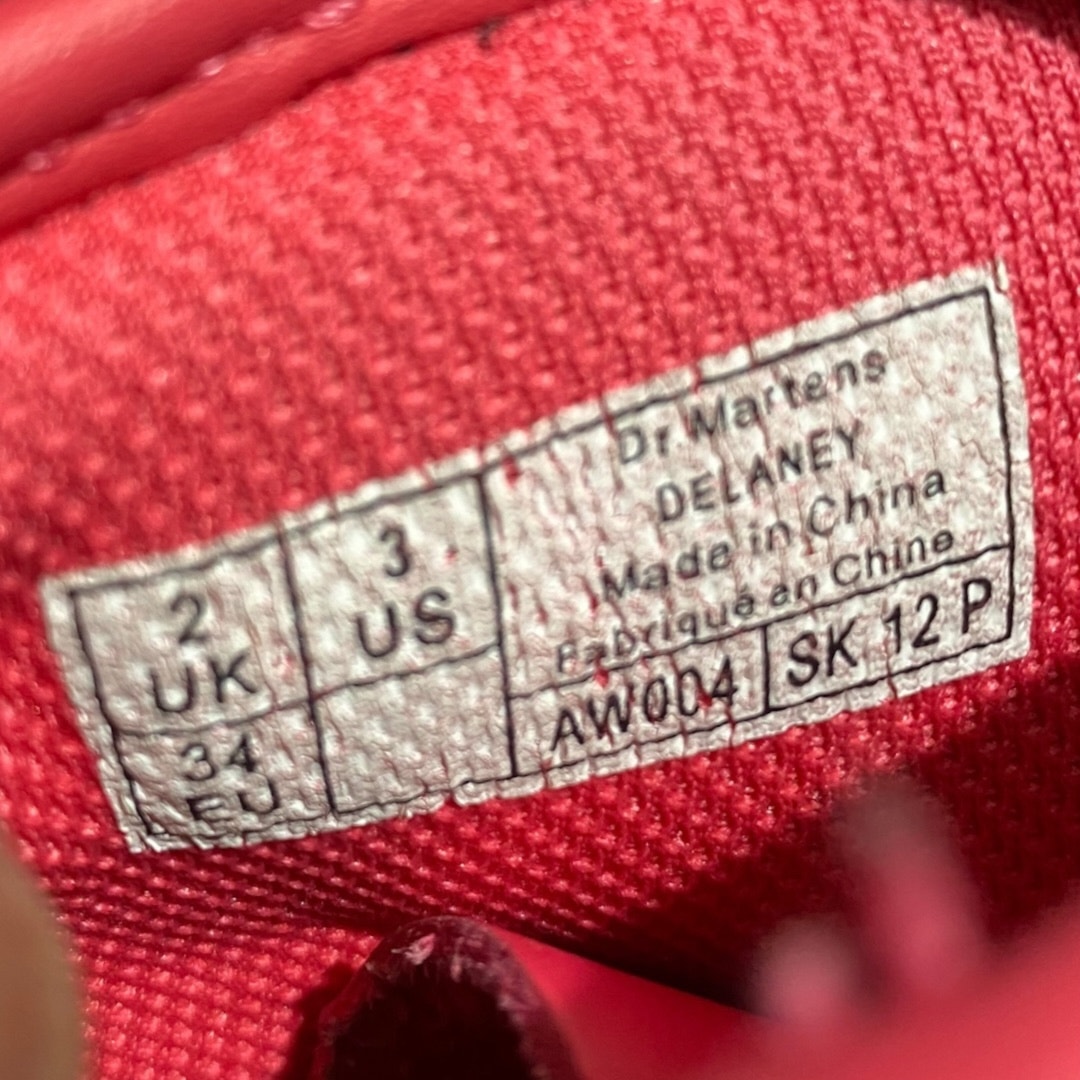 2
UK
3
US
34
EU
Dr Martens
DELANEY
Made in China
Fabriqué en Chine
AW004
SK 12 P